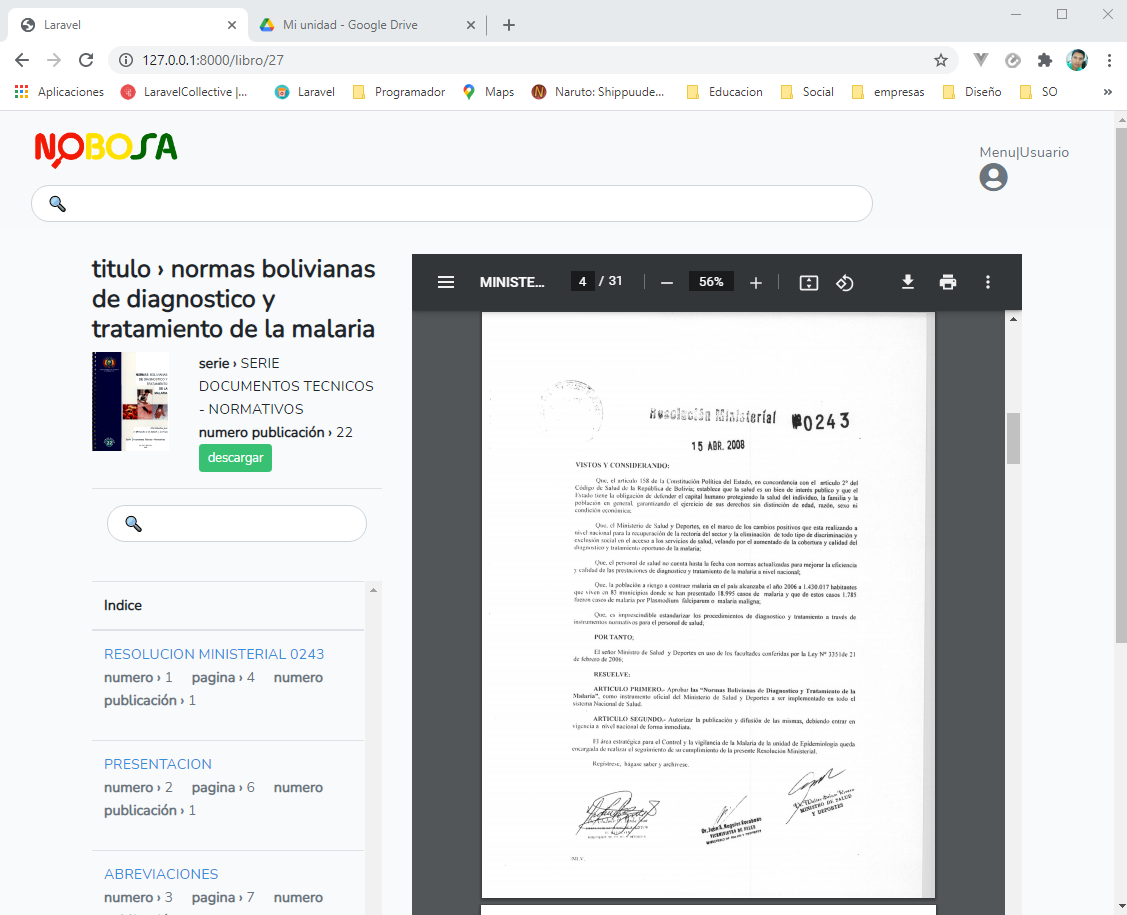 Laravel
Mi unidad - Google Drive
127.0.0.1:8000/libro/27
Aplicaciones
LaravelCollective |...
Laravel
Programador
Maps
Naruto: Shippuude...
Educacion
Social
empresas
Diseño
SO
»
NOBOSA
Menu|Usuario
titulo › normas bolivianas
de diagnostico y
tratamiento de la malaria
serie › SERIE
DOCUMENTOS TECNICOS
- NORMATIVOS
numero publicación › 22
descargar
Indice
RESOLUCION MINISTERIAL 0243
numero › 1 pagina › 4 numero
publicación › 1
PRESENTACION
numero › 2 pagina › 6 numero
publicación › 1
ABREVIACIONES
numero › 3 pagina › 7 numero
MINISTE...
4 / 31
56%
Resolución Ministerial Nº0243
15 ABR. 2008
VISTOS Y CONSIDERANDO:
Que, el artículo 158 de la Constitución Política del Estado, en concordancia con el artículo 2º del
Código de Salud de la República de Bolivia; establece que la salud es un bien de interés publico y que el
Estado tiene la obligación de defender el capital humano protegiendo la salud del individuo, la familia y la
población en general, garantizando el ejercicio de sus derechos sin distinción de edad, razón, sexo ni
condición económica;
Que, el Ministerio de Salud y Deportes, en el marco de los cambios positivos que esta realizando a
nivel nacional para la recuperación de la rectoría del sector y la eliminación de todo tipo de discriminación y
exclusión social en el acceso a los servicios de salud, velando por el aumentado de la cobertura y calidad del
diagnostico y tratamiento oportuno de la malaria;
Que, el personal de salud no cuenta hasta la fecha con normas actualizadas para mejorar la eficiencia
y calidad de las prestaciones de diagnostico y tratamiento de la malaria a nivel nacional;
Que, la población a riesgo a contraer malaria en el país alcanzaba el año 2006 a 1.430.017 habitantes
que viven en 83 municipios donde se han presentado 18.995 casos de malaria y que de estos casos 1.785
fueron casos de malaria por Plasmodium falciparum o malaria maligna;
Que, es imprescindible estandarizar los procedimientos de diagnostico y tratamiento a través de
instrumentos normativos para el personal de salud;
POR TANTO;
El señor Ministro de Salud y Deportes en uso de los facultades conferidas por la Ley Nº 3351de 21
de febrero de 2006;
RESUELVE:
ARTICULO PRIMERO.- Aprobar las "Normas Bolivianas de Diagnostico y Tratamiento de la
Malaria", como instrumento oficial del Ministerio de Salud y Deportes a ser implementado en todo el
sistema Nacional de Salud.
ARTICULO SEGUNDO.- Autorizar la publicación y difusión de las mismas, debiendo entrar en
vigencia a nivel nacional de forma inmediata.
El área estratégica para el Control y la vigilancia de la Malaria de la unidad de Epidemiología queda
encargada de realizar el seguimiento de su cumplimiento de la presente Resolución Ministerial.
Regístrese, hágase saber y archívese.
MINISTRO DE SALUD
Y DEPORTES